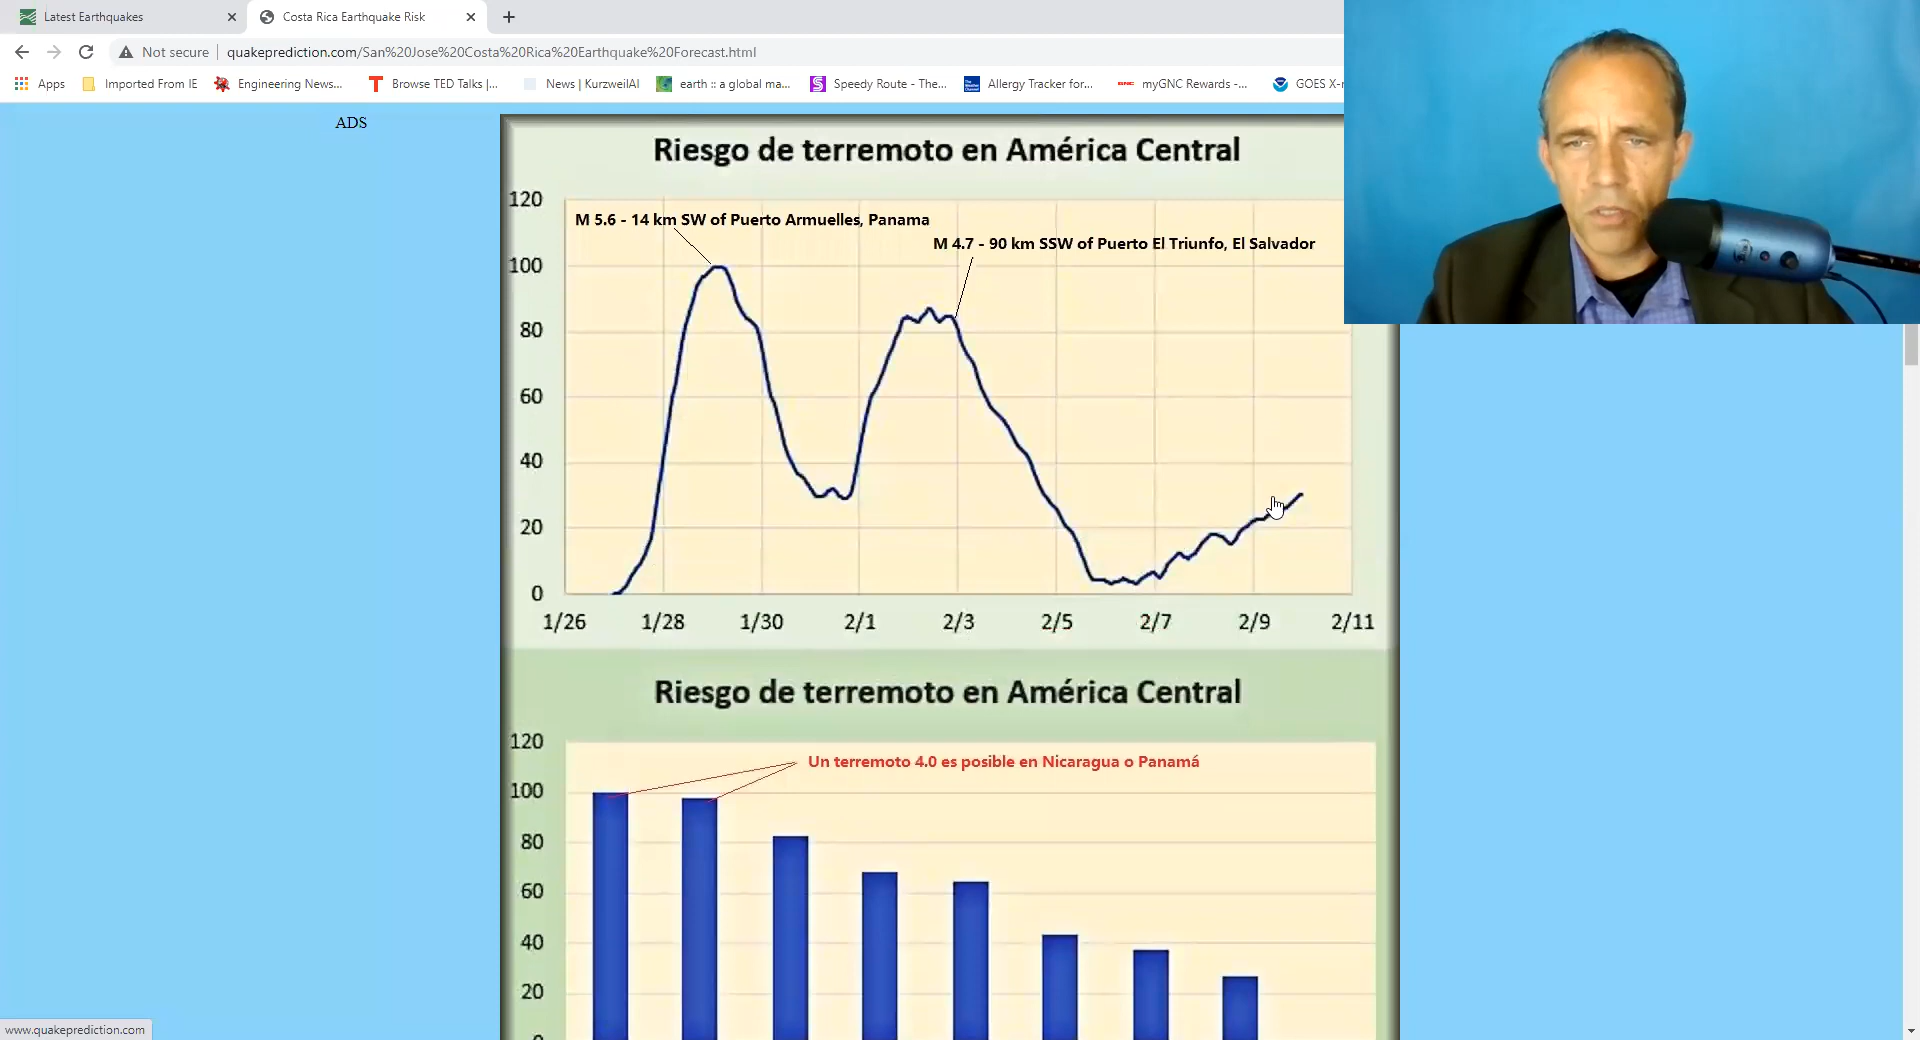 Latest Earthquakes
Costa Rica Earthquake Risk
Not secure
quakeprediction.com/San%20Jose%20Costa%20Rica%20Earthquake%20Forecast.html
Apps
Imported From IE
Engineering News...
T
Browse TED Talks |...
News | KurzweilAI
earth :: a global ma...
S
Speedy Route - The...
Allergy Tracker for...
GNC
myGNC Rewards -...
GOES X-r
ADS
Riesgo de terremoto en América Central
120
100
80
60
40
20
0
M 5.6 - 14 km SW of Puerto Armuelles, Panama
M 4.7 - 90 km SSW of Puerto El Triunfo, El Salvador
1/26 1/28 1/30 2/1 2/3 2/5 2/7 2/9 2/11
Riesgo de terremoto en América Central
120
100
80
60
40
20
Un terremoto 4.0 es posible en Nicaragua o Panamá
www.quakeprediction.com